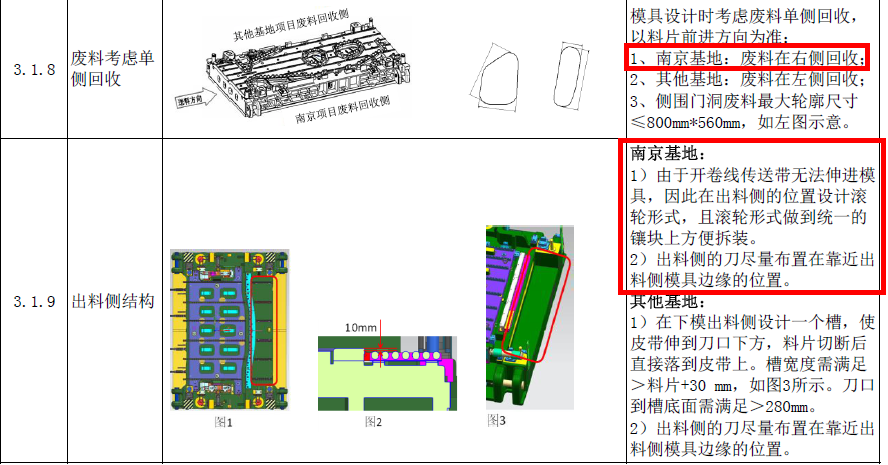 3.1.8
废料考虑单
侧回收
其他基地项目废料回收侧
送料方向
南京项目废料回收侧
模具设计时考虑废料单侧回收，
以料片前进方向为准；
1、南京基地：废料在右侧回收；
2、其他基地：废料在左侧回收；
3、侧围门洞废料最大轮廓尺寸
≤800mm*560mm，如左图示意。
3.1.9
出料侧结构
图1
10mm
图2
图3
南京基地：
1）由于开卷线传送带无法伸进模
具，因此在出料侧的位置设计滚
轮形式，且滚轮形式做到统一的
镶块上方便拆装。
2）出料侧的刀尽量布置在靠近出
料侧模具边缘的位置。
其他基地：
1）在下模出料侧设计一个槽，使
皮带伸到刀口下方，料片切断后
直接落到皮带上。槽宽度需满足
＞料片+30 mm，如图3所示。刀口
到槽底面需满足＞280mm。
2）出料侧的刀尽量布置在靠近出
料侧模具边缘的位置。